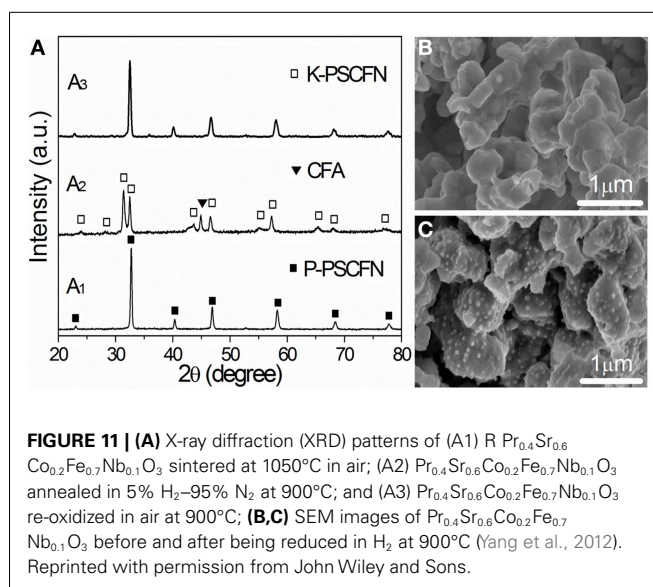 A
A3
□ K-PSCFN
A2
▼ CFA
A1
■ P-PSCFN
Intensity (a.u.)
20 30 40 50 60 70 80
2θ (degree)
B
1μm
C
1μm
FIGURE 11 | (A) X-ray diffraction (XRD) patterns of (A1) R Pr0.4Sr0.6
Co0.2Fe0.7Nb0.1O3 sintered at 1050°C in air; (A2) Pr0.4Sr0.6Co0.2Fe0.7Nb0.1O3
annealed in 5% H2–95% N2 at 900°C; and (A3) Pr0.4Sr0.6Co0.2Fe0.7Nb0.1O3
re-oxidized in air at 900°C; (B,C) SEM images of Pr0.4Sr0.6Co0.2Fe0.7
Nb0.1O3 before and after being reduced in H2 at 900°C (Yang et al., 2012).
Reprinted with permission from John Wiley and Sons.